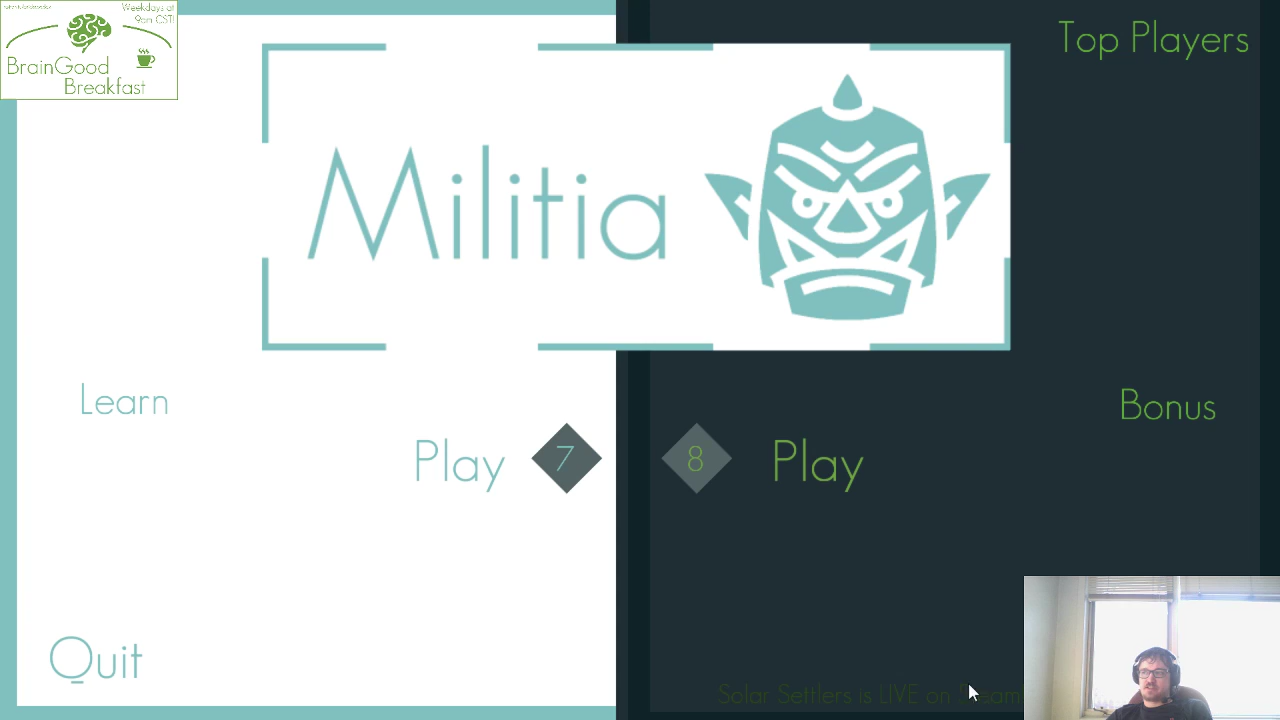 Weekdays at
9am CST!
BrainGood
Breakfast
Top Players
Militia
Learn
Bonus
Play 7
8 Play
Quit
Solar Settlers is LIVE on